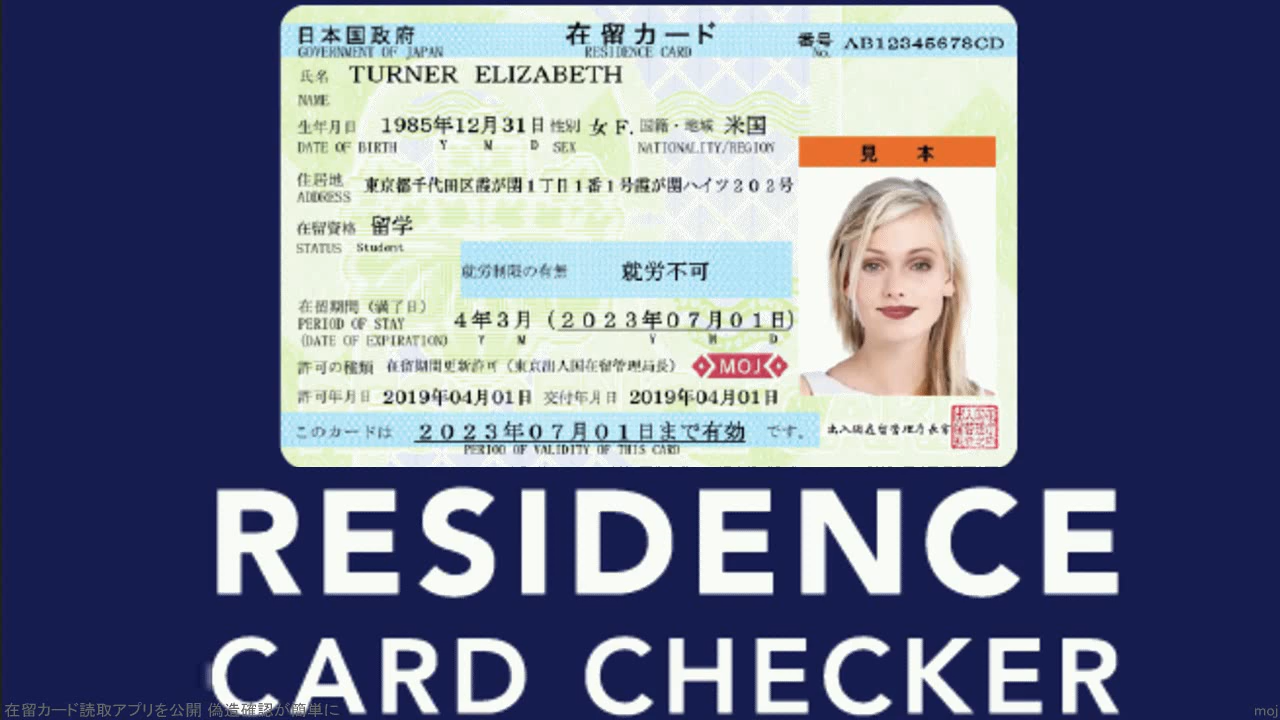 日本国政府 在留カード 番号 AB12345678CD
GOVERNMENT OF JAPAN RESIDENCE CARD No.
氏名 TURNER ELIZABETH
NAME
生年月日 1985年12月31日 性別 女 F. 国籍・地域 米国
DATE OF BIRTH Y M D SEX NATIONALITY/REGION
見 本
住居地 東京都千代田区霞が関1丁目1番1号霞が関ハイツ202号
ADDRESS
在留資格 留学
STATUS Student
就労制限の有無 就労不可
在留期間(満了日)
PERIOD OF STAY 4年3月(2023年07月01日)
(DATE OF EXPIRATION) Y M Y M D
許可の種類 在留期間更新許可(東京出入国在留管理局長) MOJ
許可年月日 2019年04月01日 交付年月日 2019年04月01日
このカードは 2023年07月01日まで有効 です。 出入国在留管理庁長官
PERIOD OF VALIDITY OF THIS CARD
RESIDENCE
CARD CHECKER
在留カード読取アプリを公開 偽造確認が簡単に moj